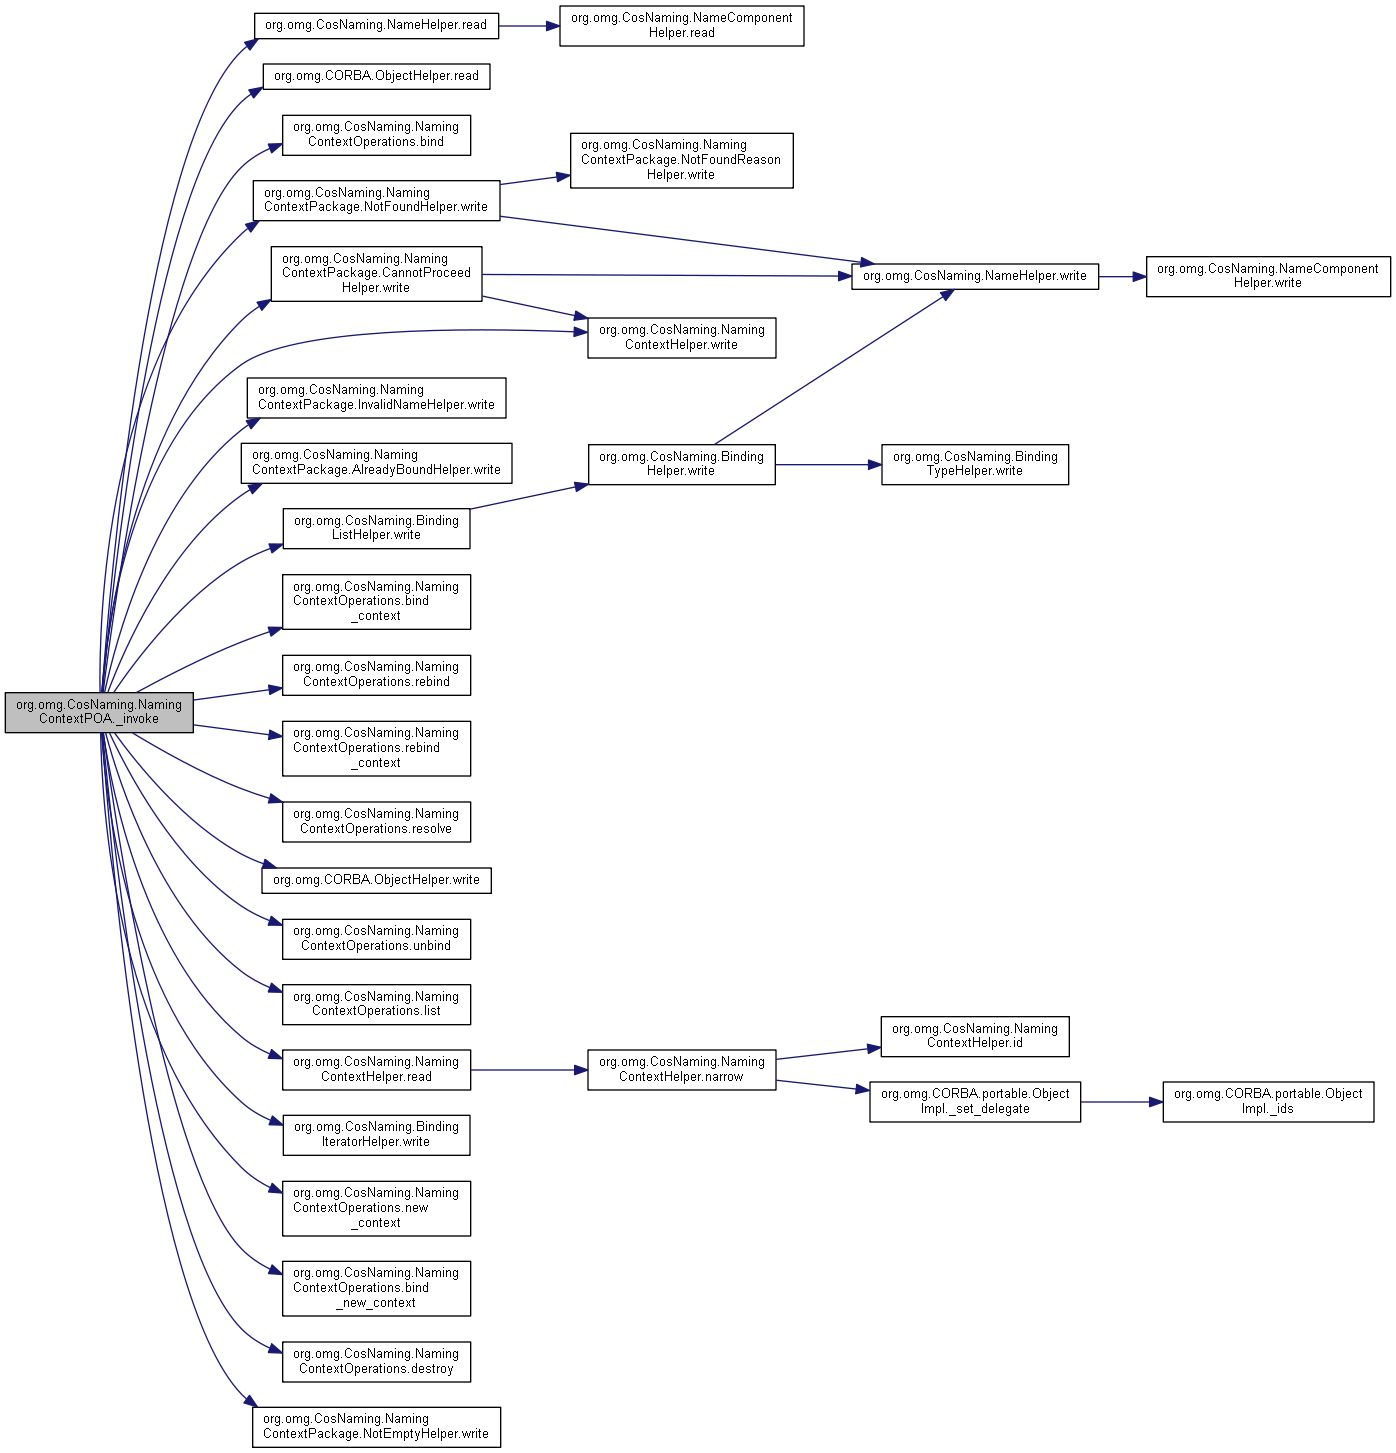 org.omg.CosNaming.NameHelper.read
org.omg.CosNaming.NameComponent
Helper.read
org.omg.CORBA.ObjectHelper.read
org.omg.CosNaming.Naming
ContextOperations.bind
org.omg.CosNaming.Naming
ContextPackage.NotFoundReason
Helper.write
org.omg.CosNaming.Naming
ContextPackage.NotFoundHelper.write
org.omg.CosNaming.Naming
ContextPackage.CannotProceed
Helper.write
org.omg.CosNaming.NameHelper.write
org.omg.CosNaming.NameComponent
Helper.write
org.omg.CosNaming.Naming
ContextHelper.write
org.omg.CosNaming.Naming
ContextPackage.InvalidNameHelper.write
org.omg.CosNaming.Naming
ContextPackage.AlreadyBoundHelper.write
org.omg.CosNaming.Binding
Helper.write
org.omg.CosNaming.Binding
TypeHelper.write
org.omg.CosNaming.Binding
ListHelper.write
org.omg.CosNaming.Naming
ContextOperations.bind
_context
org.omg.CosNaming.Naming
ContextOperations.rebind
org.omg.CosNaming.Naming
ContextPOA._invoke
org.omg.CosNaming.Naming
ContextOperations.rebind
_context
org.omg.CosNaming.Naming
ContextOperations.resolve
org.omg.CORBA.ObjectHelper.write
org.omg.CosNaming.Naming
ContextOperations.unbind
org.omg.CosNaming.Naming
ContextOperations.list
org.omg.CosNaming.Naming
ContextHelper.read
org.omg.CosNaming.Naming
ContextHelper.narrow
org.omg.CosNaming.Naming
ContextHelper.id
org.omg.CORBA.portable.Object
Impl._set_delegate
org.omg.CORBA.portable.Object
Impl._ids
org.omg.CosNaming.Binding
IteratorHelper.write
org.omg.CosNaming.Naming
ContextOperations.new
_context
org.omg.CosNaming.Naming
ContextOperations.bind
_new_context
org.omg.CosNaming.Naming
ContextOperations.destroy
org.omg.CosNaming.Naming
ContextPackage.NotEmptyHelper.write